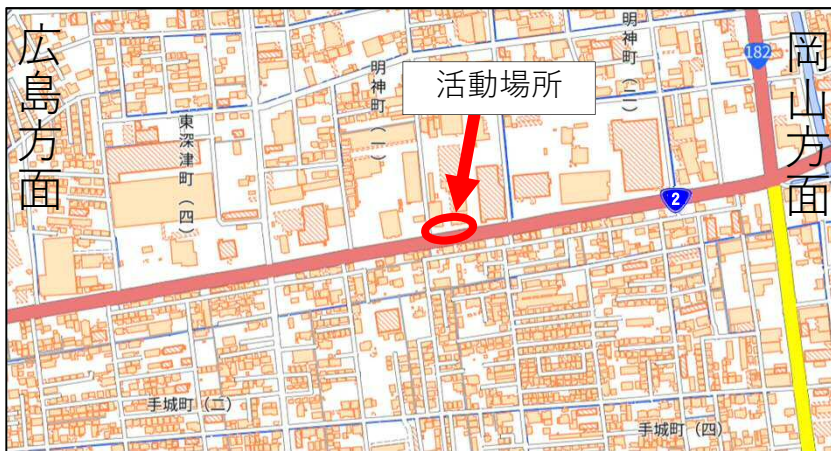 広島方面
東深津町(四)
明神町(一)
活動場所
明神町(二)
182
岡山方面
2
手城町(二)
手城町(四)